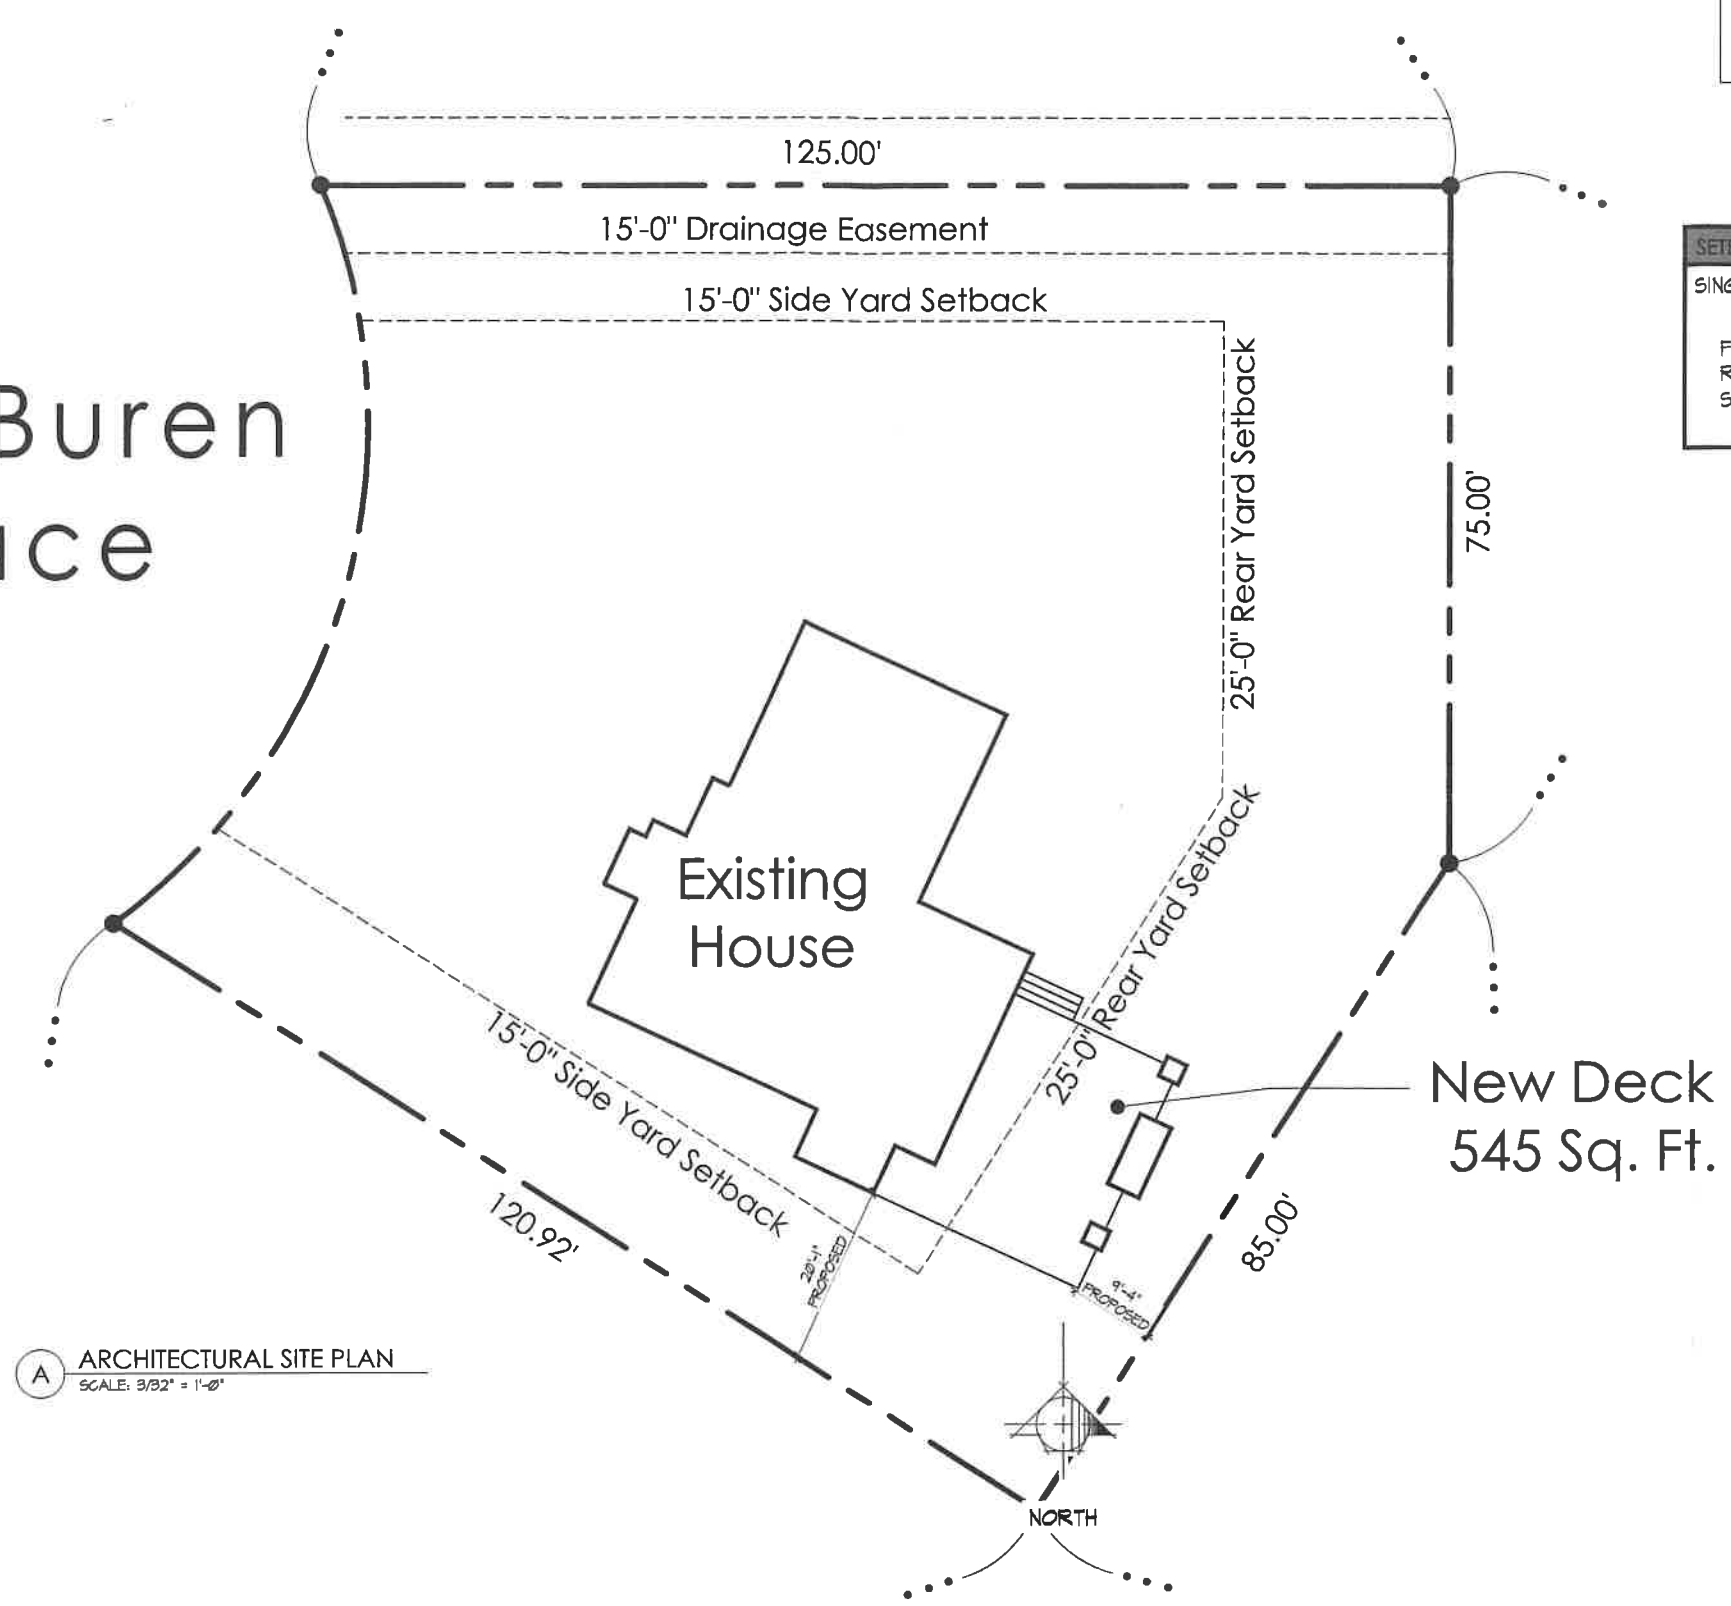 125.00'
15'-0" Drainage Easement
15'-0" Side Yard Setback
Buren
25'-0" Rear Yard Setback
75.00'
Existing
House
25'-0" Rear Yard Setback
15'-0" Side Yard Setback
New Deck
545 Sq. Ft.
120.92'
85.00'
20'-1"
PROPOSED
9'-4"
PROPOSED
A
ARCHITECTURAL SITE PLAN
SCALE: 3/32" = 1'-0"
NORTH